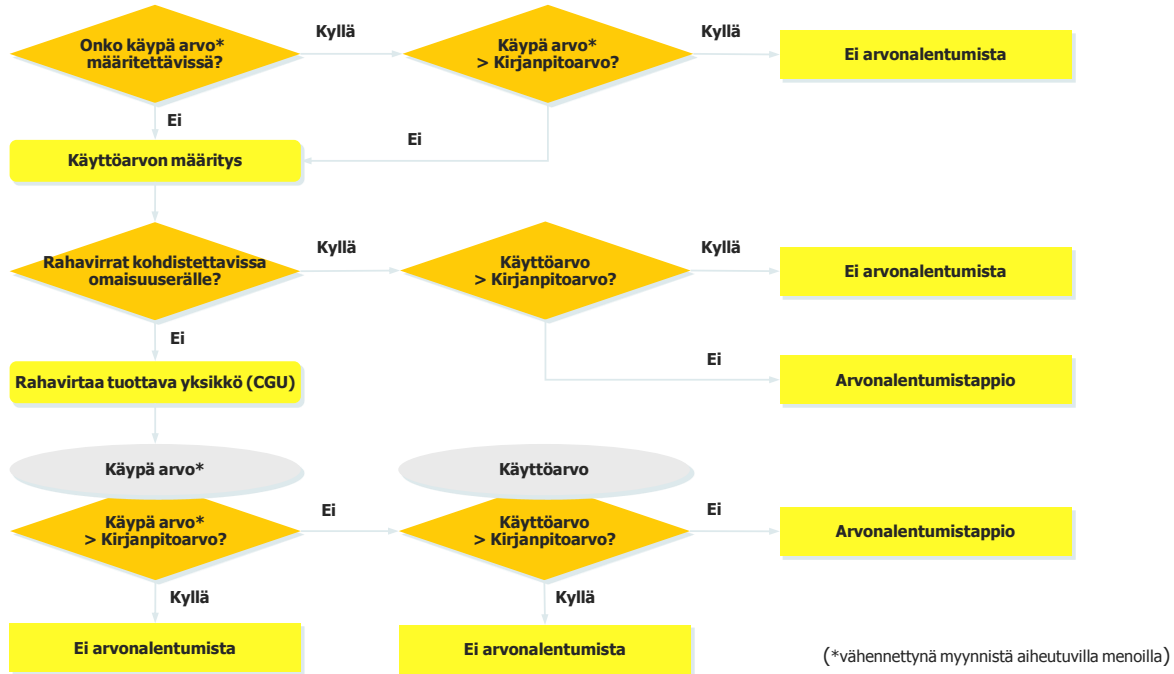 Kyllä
Kyllä
Onko käypä arvo*
määritettävissä?
Käypä arvo*
> Kirjanpitoarvo?
Ei arvonalentumista
Ei
Ei
Käyttöarvon määritys
Kyllä
Kyllä
Rahavirrat kohdistettavissa
omaisuuserälle?
Käyttöarvo
> Kirjanpitoarvo?
Ei arvonalentumista
Ei
Ei
Rahavirtaa tuottava yksikkö (CGU)
Arvonalentumistappio
Käypä arvo*
Käyttöarvo
Ei
Ei
Käypä arvo*
> Kirjanpitoarvo?
Käyttöarvo
> Kirjanpitoarvo?
Arvonalentumistappio
Kyllä
Kyllä
Ei arvonalentumista
Ei arvonalentumista
(*vähennettynä myynnistä aiheutuvilla menoilla)